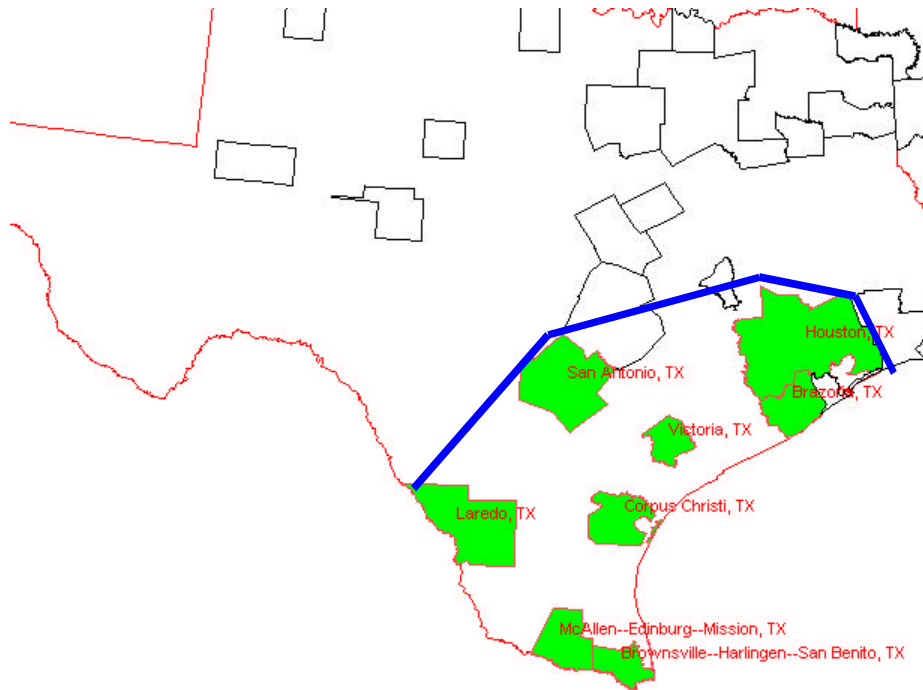 Houston, TX
San Antonio, TX
Brazoria, TX
Victoria, TX
Corpus Christi, TX
Laredo, TX
McAllen--Edinburg--Mission, TX
Brownsville--Harlingen--San Benito, TX